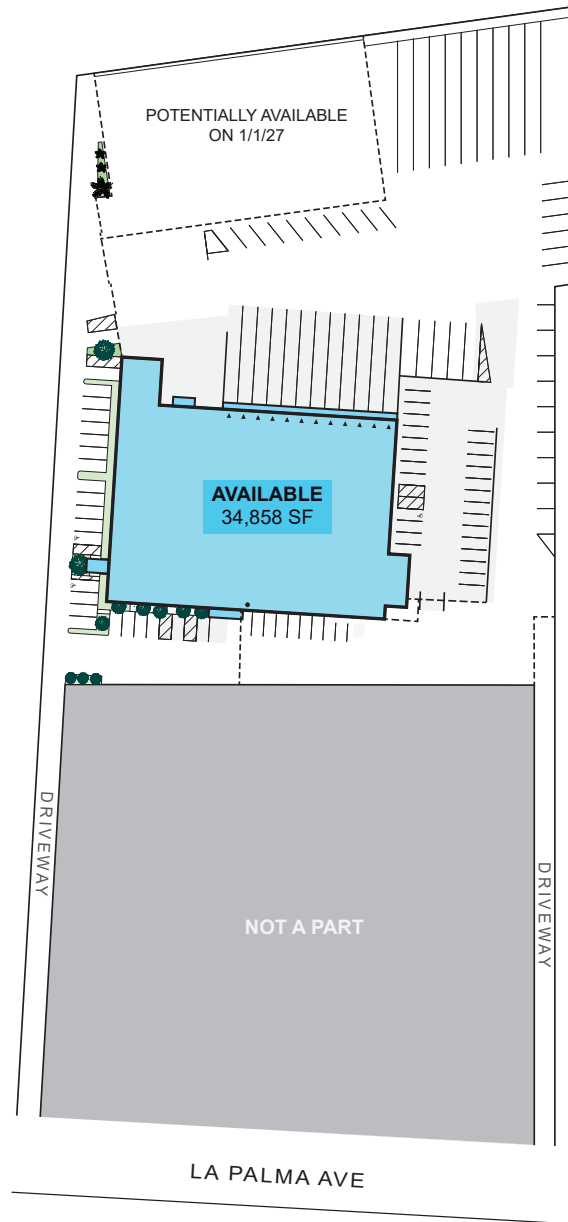 POTENTIALLY AVAILABLE
ON 1/1/27
AVAILABLE
34,858 SF
DRIVEWAY
DRIVEWAY
NOT A PART
LA PALMA AVE